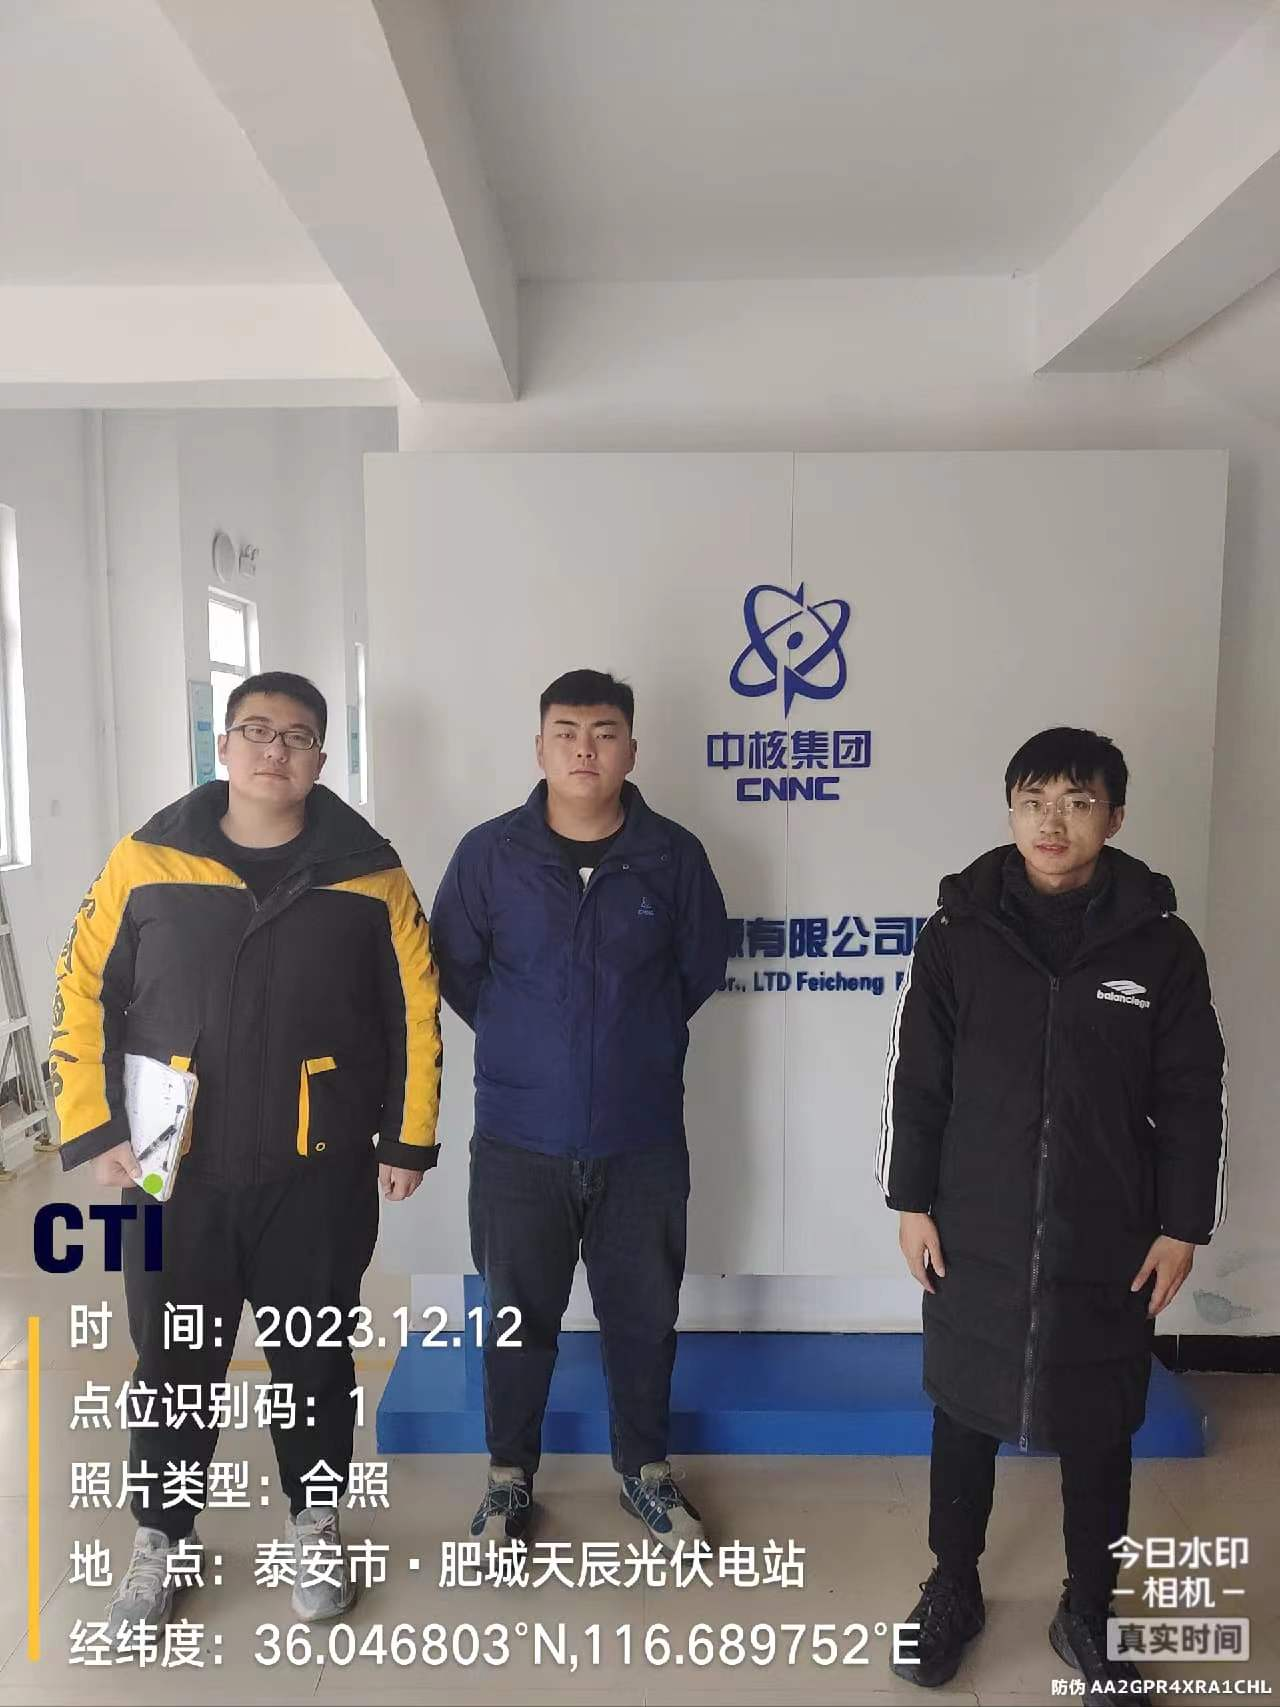 中核集团
CNNC
源有限公司
er., LTD Feicheng
CNNC
balenciaga
CTI
时 间：2023.12.12
点位识别码：1
照片类型：合照
地 点：泰安市·肥城天辰光伏电站
经纬度：36.046803°N,116.689752°E
今日水印
相机
真实时间
防伪 AA2GPR4XRA1CHL